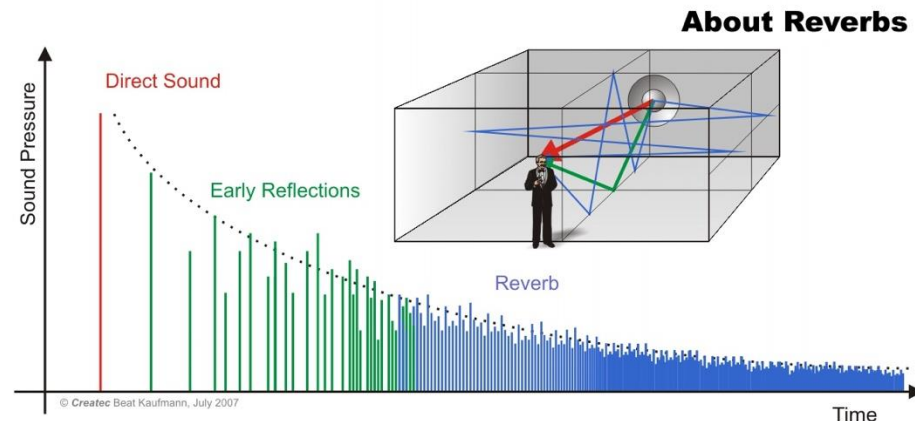 About Reverbs
Direct Sound
Sound Pressure
Early Reflections
Reverb
© Createc Beat Kaufmann, July 2007
Time